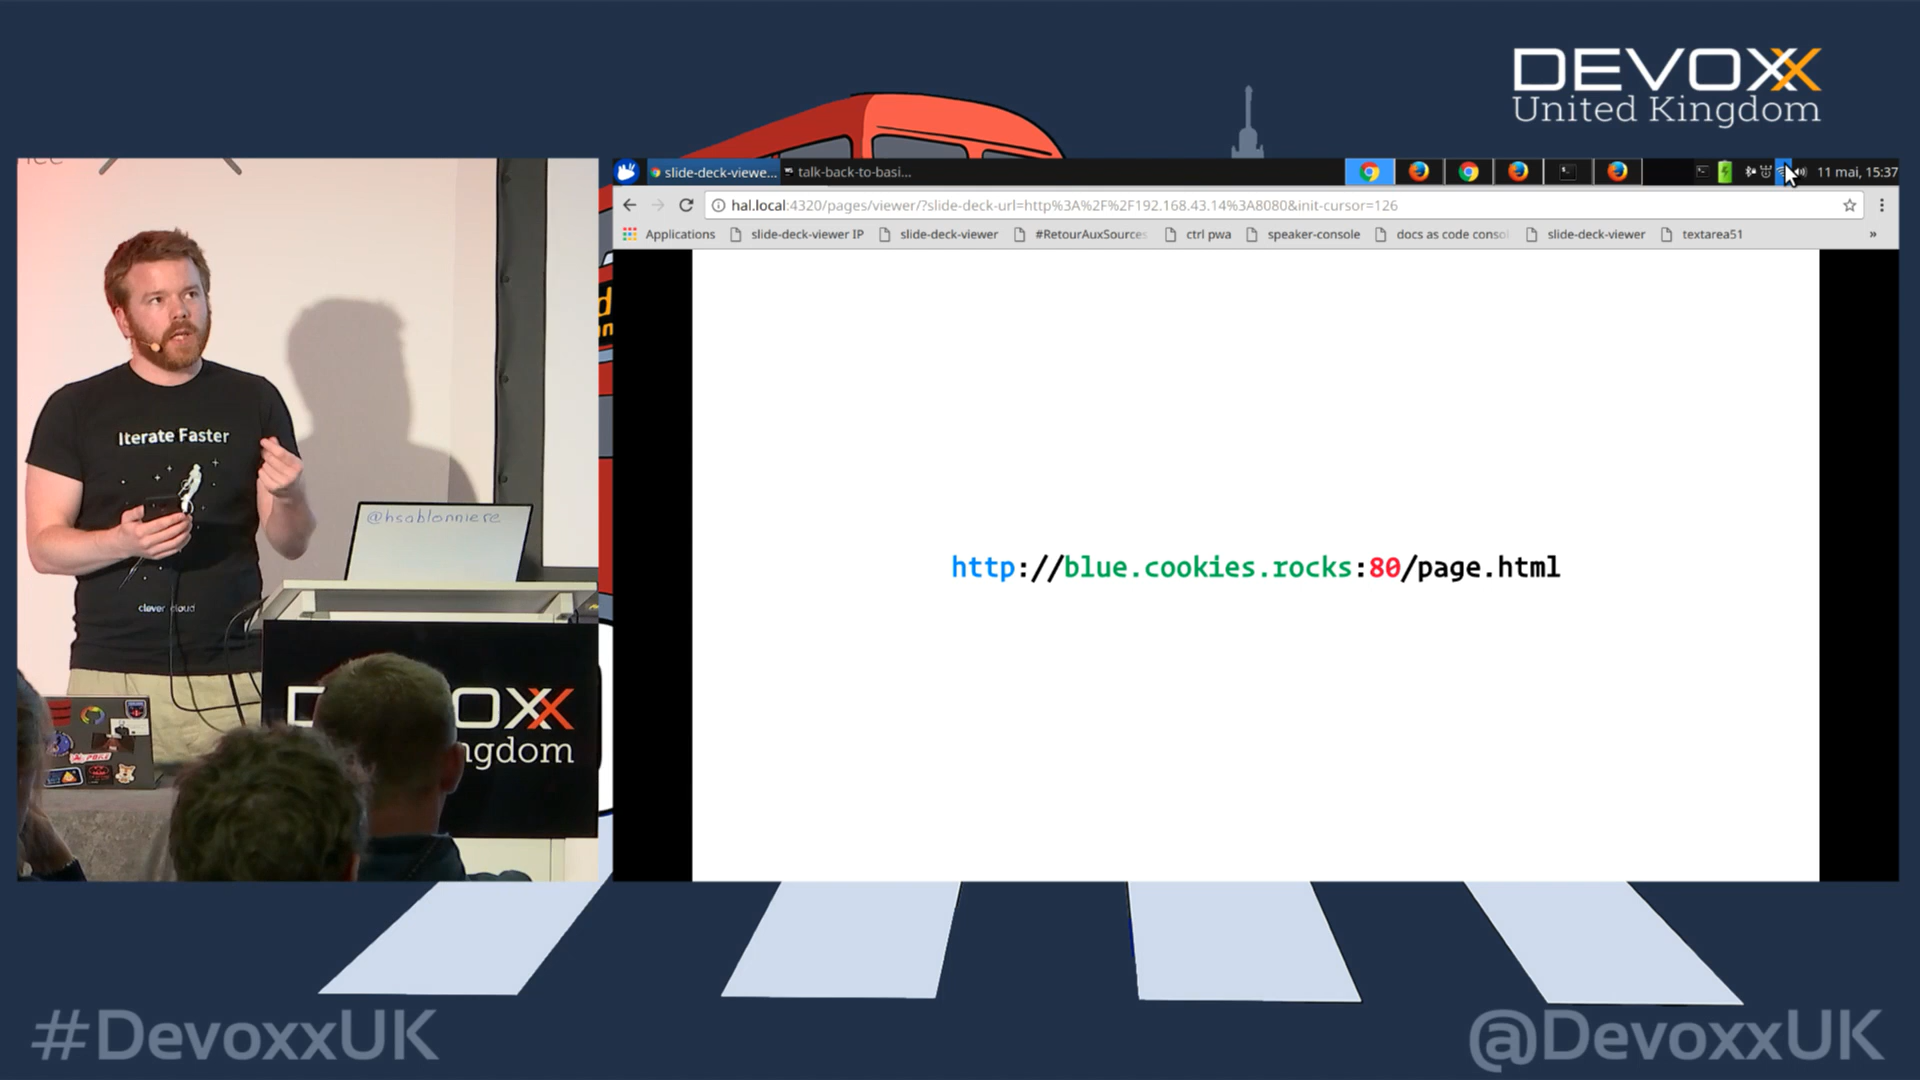 DEVOXX
United Kingdom
slide-deck-viewe...
talk-back-to-basi...
11 mai, 15:37
hal.local:4320/pages/viewer/?slide-deck-url=http%3A%2F%2F192.168.43.14%3A8080&init-cursor=126
Applications
slide-deck-viewer IP
slide-deck-viewer
#RetourAuxSources
ctrl pwa
speaker-console
docs as code consol
slide-deck-viewer
textarea51
»
http://blue.cookies.rocks:80/page.html
Iterate Faster
clever cloud
@hsablonniere
D OXX
ngdom
#DevoxxUK
@DevoxxUK